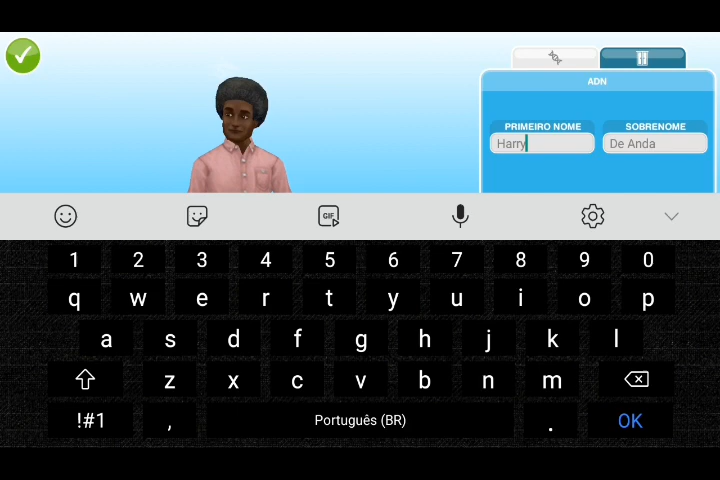 ADN
PRIMEIRO NOME SOBRENOME
Harry De Anda
GIF
1 2 3 4 5 6 7 8 9 0
q w e r t y u i o p
a s d f g h j k l
z x c v b n m
!#1 , Português (BR) . OK